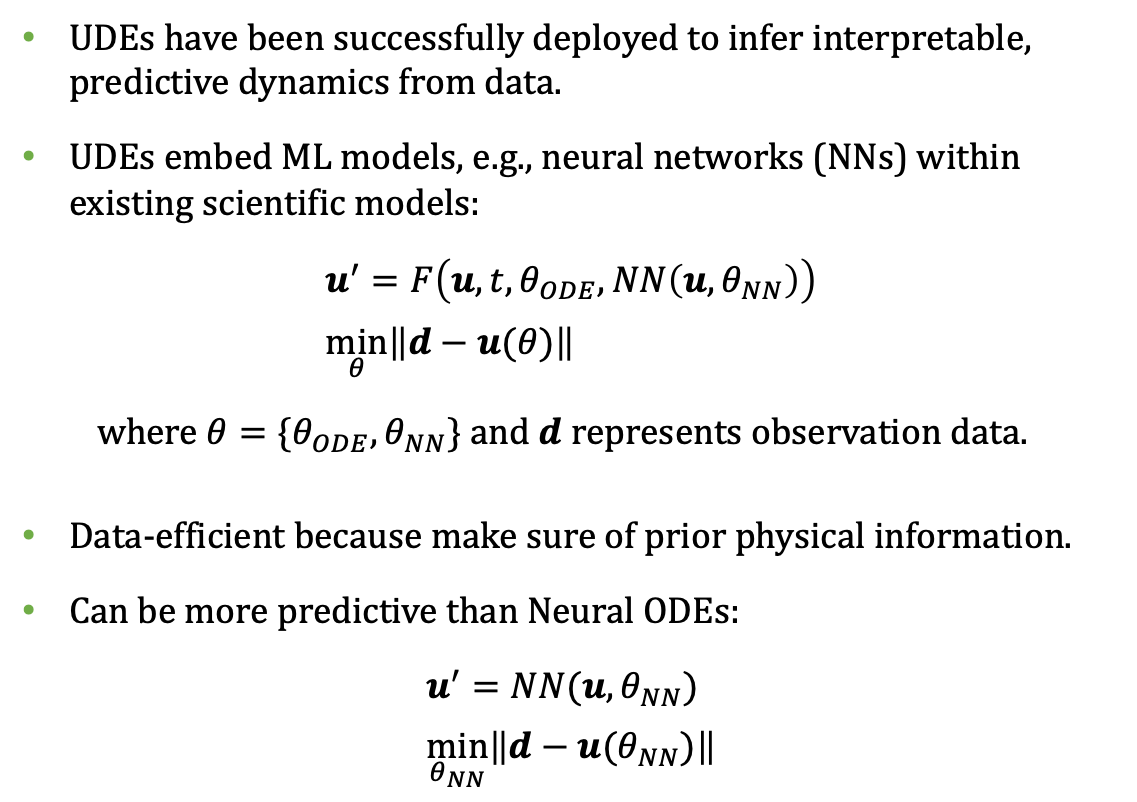 • UDEs have been successfully deployed to infer interpretable,
predictive dynamics from data.
• UDEs embed ML models, e.g., neural networks (NNs) within
existing scientific models:
𝒖′ = F(𝒖, t, θ_ODE, NN(𝒖, θ_NN))
min_θ ‖𝒅 − 𝒖(θ)‖
where θ = {θ_ODE, θ_NN} and 𝒅 represents observation data.
• Data-efficient because make sure of prior physical information.
• Can be more predictive than Neural ODEs:
𝒖′ = NN(𝒖, θ_NN)
min_θ_NN ‖𝒅 − 𝒖(θ_NN)‖